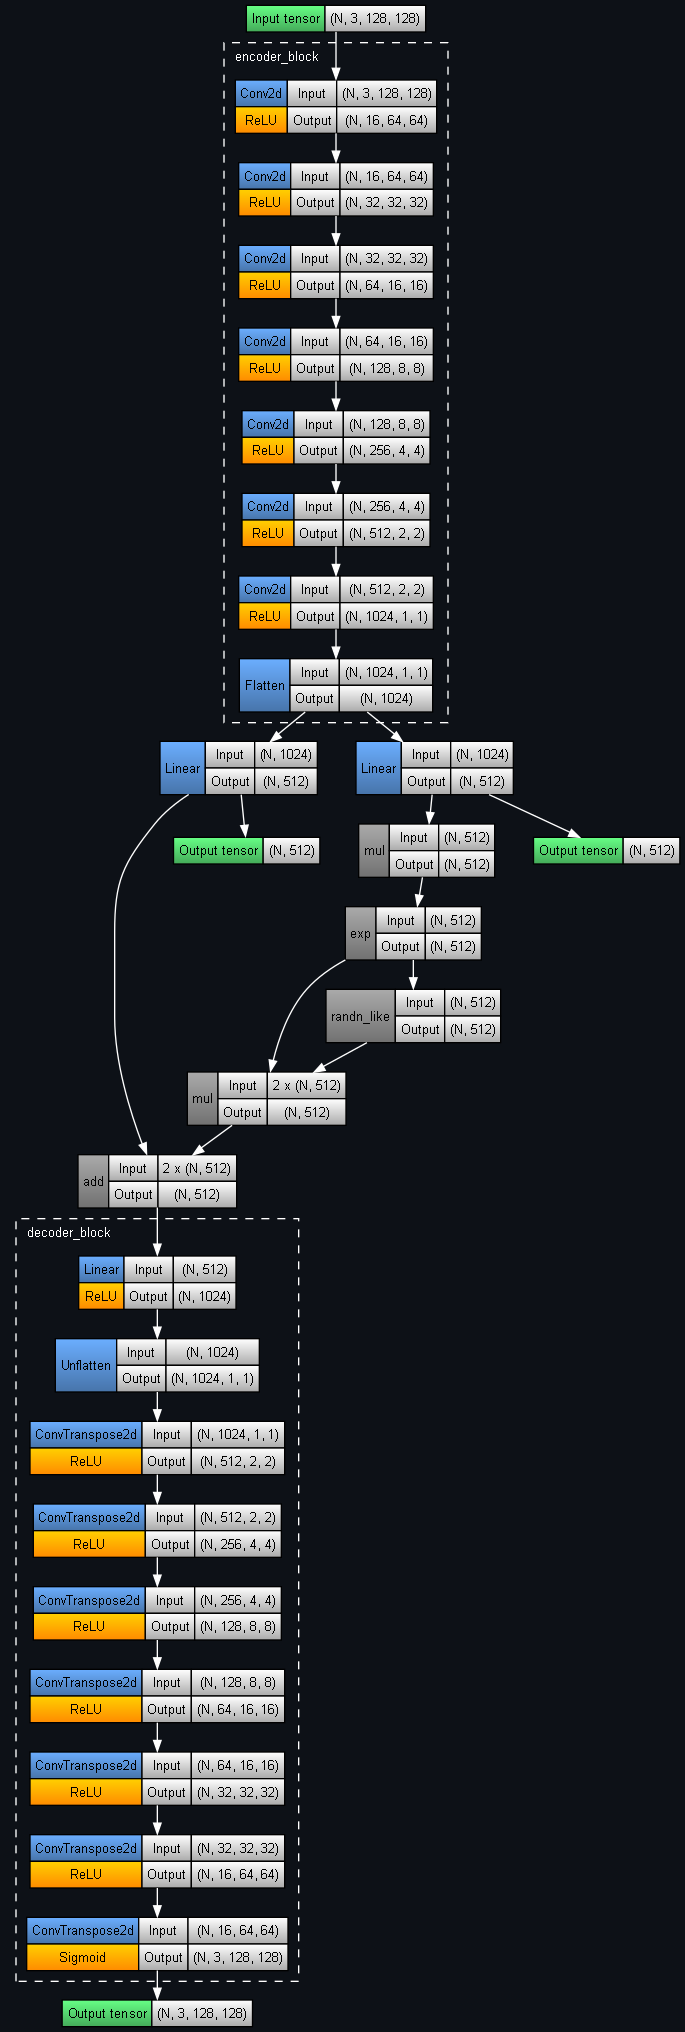 Input tensor (N, 3, 128, 128)
encoder_block
Conv2d Input (N, 3, 128, 128)
ReLU Output (N, 16, 64, 64)
Conv2d Input (N, 16, 64, 64)
ReLU Output (N, 32, 32, 32)
Conv2d Input (N, 32, 32, 32)
ReLU Output (N, 64, 16, 16)
Conv2d Input (N, 64, 16, 16)
ReLU Output (N, 128, 8, 8)
Conv2d Input (N, 128, 8, 8)
ReLU Output (N, 256, 4, 4)
Conv2d Input (N, 256, 4, 4)
ReLU Output (N, 512, 2, 2)
Conv2d Input (N, 512, 2, 2)
ReLU Output (N, 1024, 1, 1)
Flatten Input (N, 1024, 1, 1)
Output (N, 1024)
Linear Input (N, 1024)
Output (N, 512)
Linear Input (N, 1024)
Output (N, 512)
Output tensor (N, 512)
mul Input (N, 512)
Output (N, 512)
Output tensor (N, 512)
exp Input (N, 512)
Output (N, 512)
randn_like Input (N, 512)
Output (N, 512)
mul Input 2 x (N, 512)
Output (N, 512)
add Input 2 x (N, 512)
Output (N, 512)
decoder_block
Linear Input (N, 512)
ReLU Output (N, 1024)
Unflatten Input (N, 1024)
Output (N, 1024, 1, 1)
ConvTranspose2d Input (N, 1024, 1, 1)
ReLU Output (N, 512, 2, 2)
ConvTranspose2d Input (N, 512, 2, 2)
ReLU Output (N, 256, 4, 4)
ConvTranspose2d Input (N, 256, 4, 4)
ReLU Output (N, 128, 8, 8)
ConvTranspose2d Input (N, 128, 8, 8)
ReLU Output (N, 64, 16, 16)
ConvTranspose2d Input (N, 64, 16, 16)
ReLU Output (N, 32, 32, 32)
ConvTranspose2d Input (N, 32, 32, 32)
ReLU Output (N, 16, 64, 64)
ConvTranspose2d Input (N, 16, 64, 64)
Sigmoid Output (N, 3, 128, 128)
Output tensor (N, 3, 128, 128)